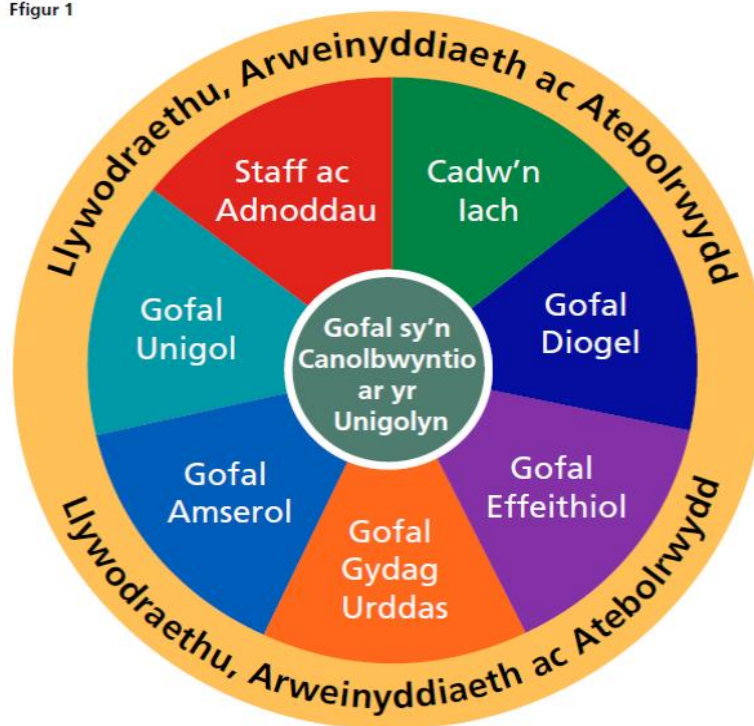 Ffigur 1
Llywodraethu, Arweinyddiaeth ac Atebolrwydd
Staff ac
Adnoddau
Cadw'n
Iach
Gofal
Unigol
Gofal sy'n
Canolbwyntio
ar yr
Unigolyn
Gofal
Diogel
Gofal
Amserol
Gofal
Gydag
Urddas
Gofal
Effeithiol
Llywodraethu, Arweinyddiaeth ac Atebolrwydd